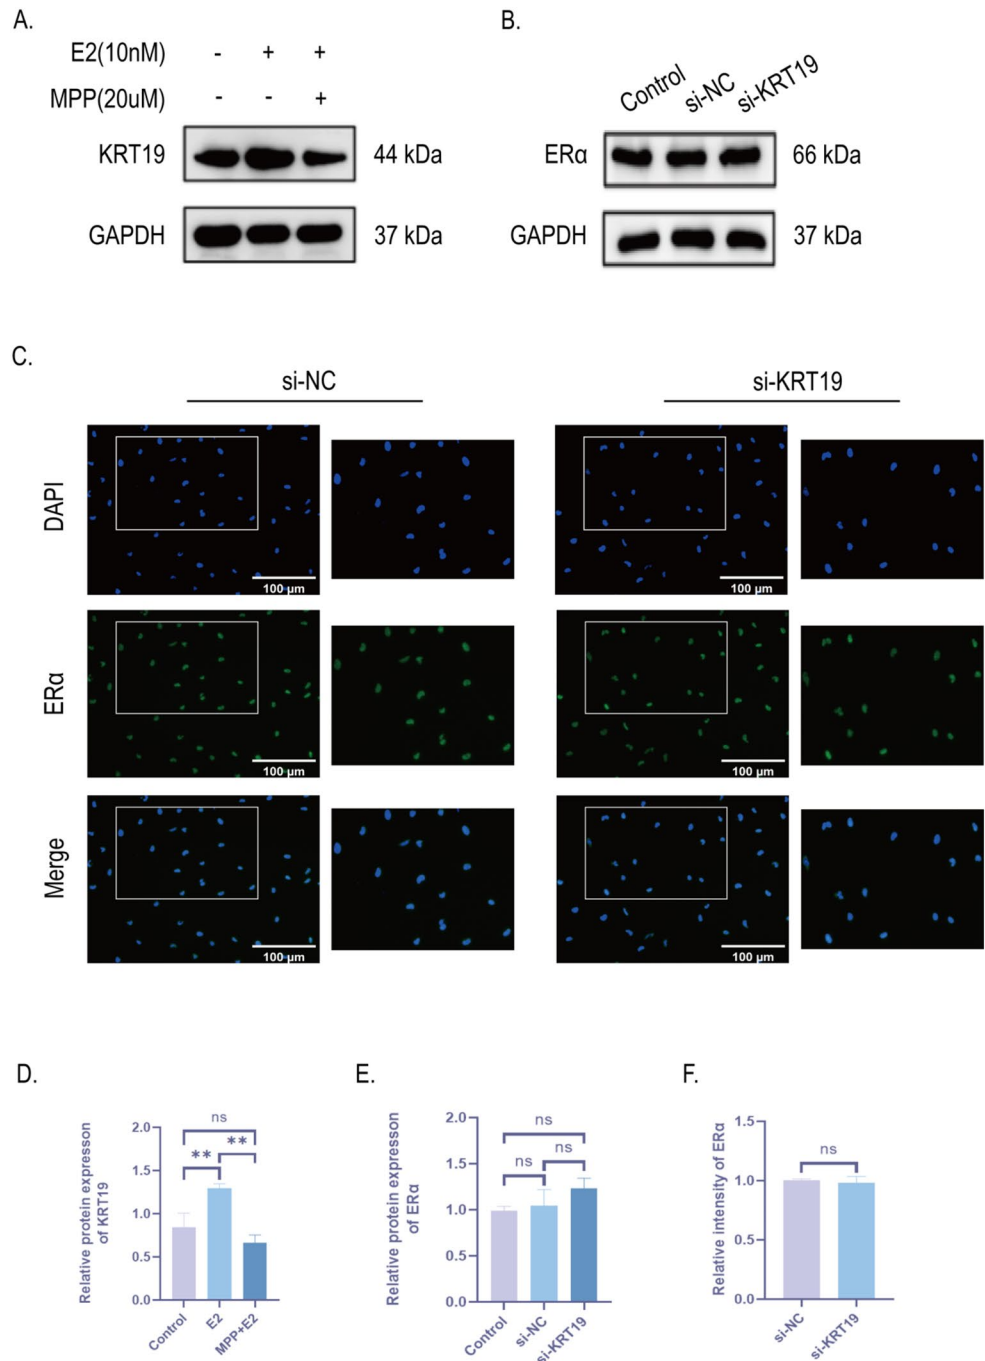 A.
E2(10nM) - + +
MPP(20uM) - - +
KRT19 44 kDa
GAPDH 37 kDa
B.
Control si-NC si-KRT19
ERα 66 kDa
GAPDH 37 kDa
C.
si-NC si-KRT19
DAPI
100 μm 100 μm
ERα
100 μm 100 μm
Merge
100 μm 100 μm
D.
Relative protein expresson
of KRT19
2.0
1.5
1.0
0.5
0.0
ns
** **
Control E2 MPP+E2
E.
Relative protein expresson
of ERα
2.0
1.5
1.0
0.5
0.0
ns
ns ns
Control si-NC si-KRT19
F.
Relative intensity of ERα
1.5
1.0
0.5
0.0
ns
si-NC si-KRT19